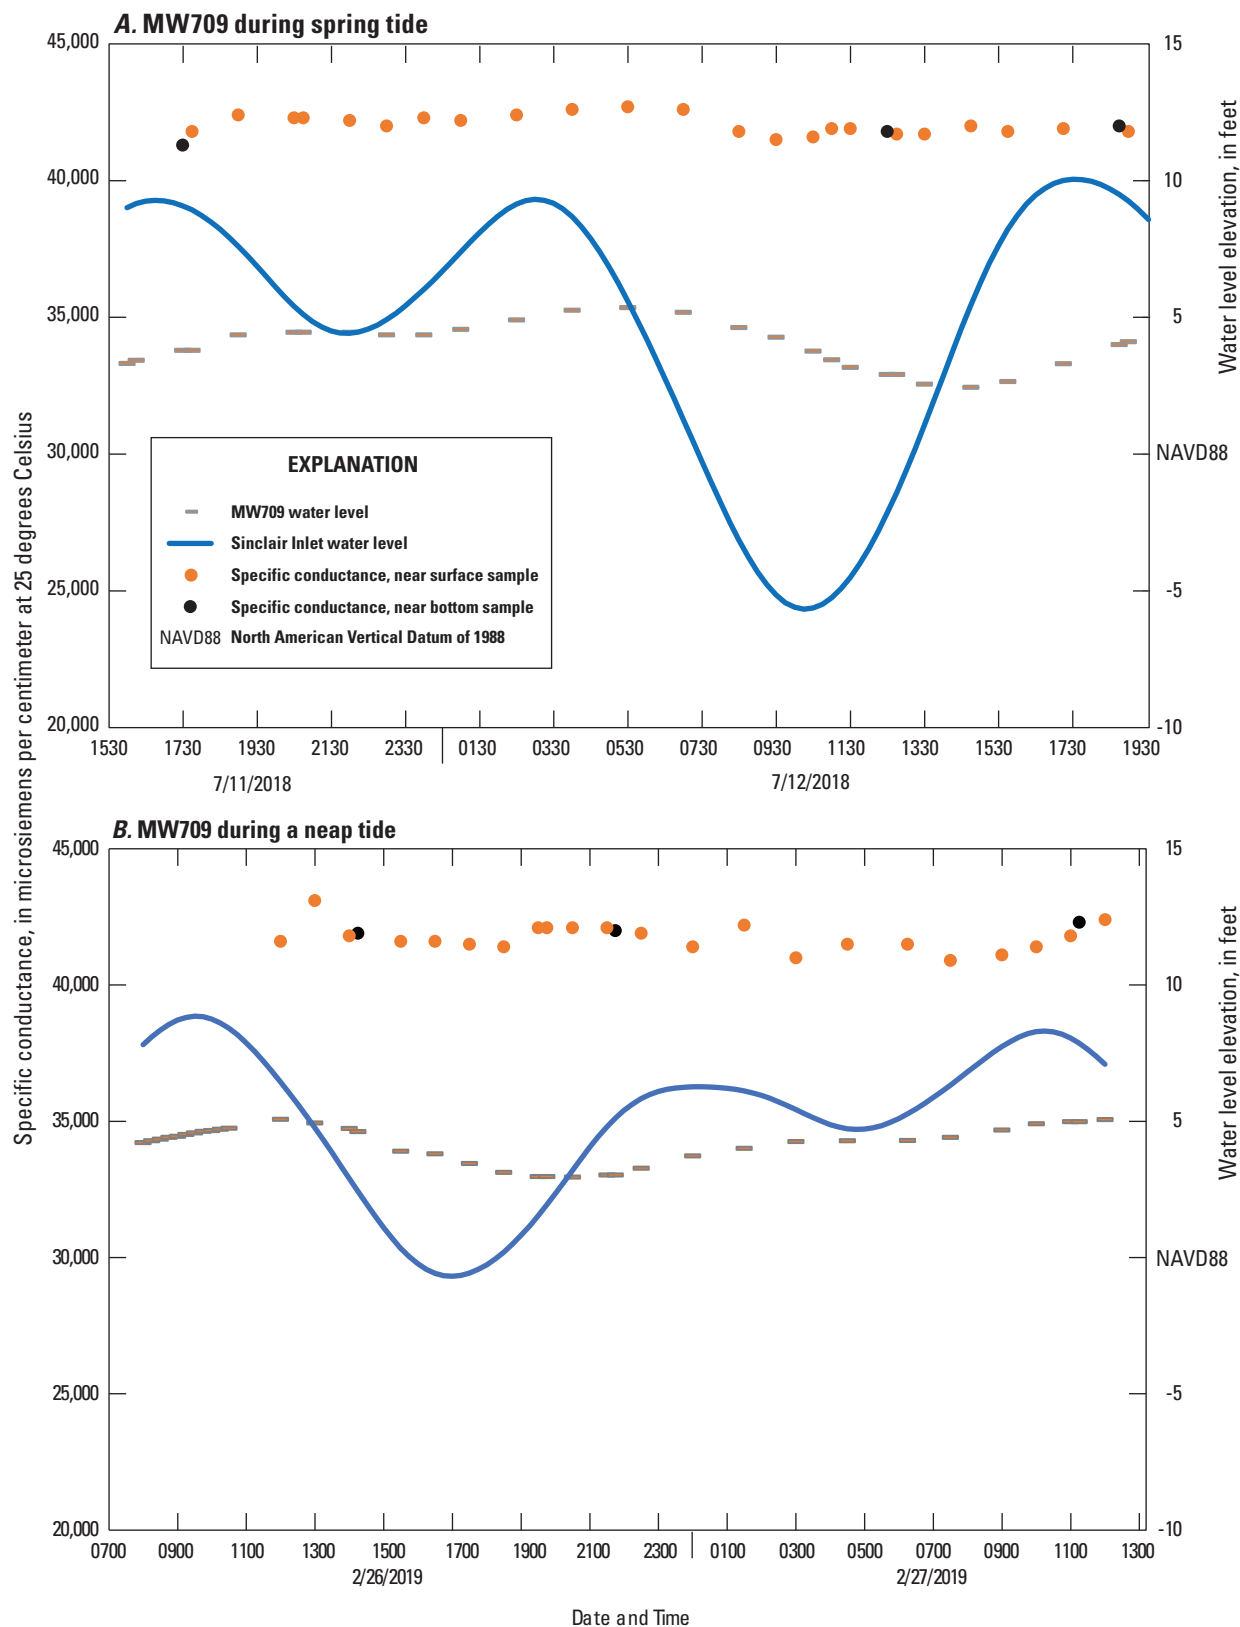 A. MW709 during spring tide
45,000
40,000
35,000
30,000
25,000
20,000
15
10
5
NAVD88
-5
-10
Water level elevation, in feet
EXPLANATION
MW709 water level
Sinclair Inlet water level
Specific conductance, near surface sample
Specific conductance, near bottom sample
NAVD88 North American Vertical Datum of 1988
1530 1730 1930 2130 2330 0130 0330 0530 0730 0930 1130 1330 1530 1730 1930
7/11/2018 7/12/2018
Specific conductance, in microsiemens per centimeter at 25 degrees Celsius
B. MW709 during a neap tide
45,000
40,000
35,000
30,000
25,000
20,000
15
10
5
NAVD88
-5
-10
Water level elevation, in feet
0700 0900 1100 1300 1500 1700 1900 2100 2300 0100 0300 0500 0700 0900 1100 1300
2/26/2019 2/27/2019
Date and Time